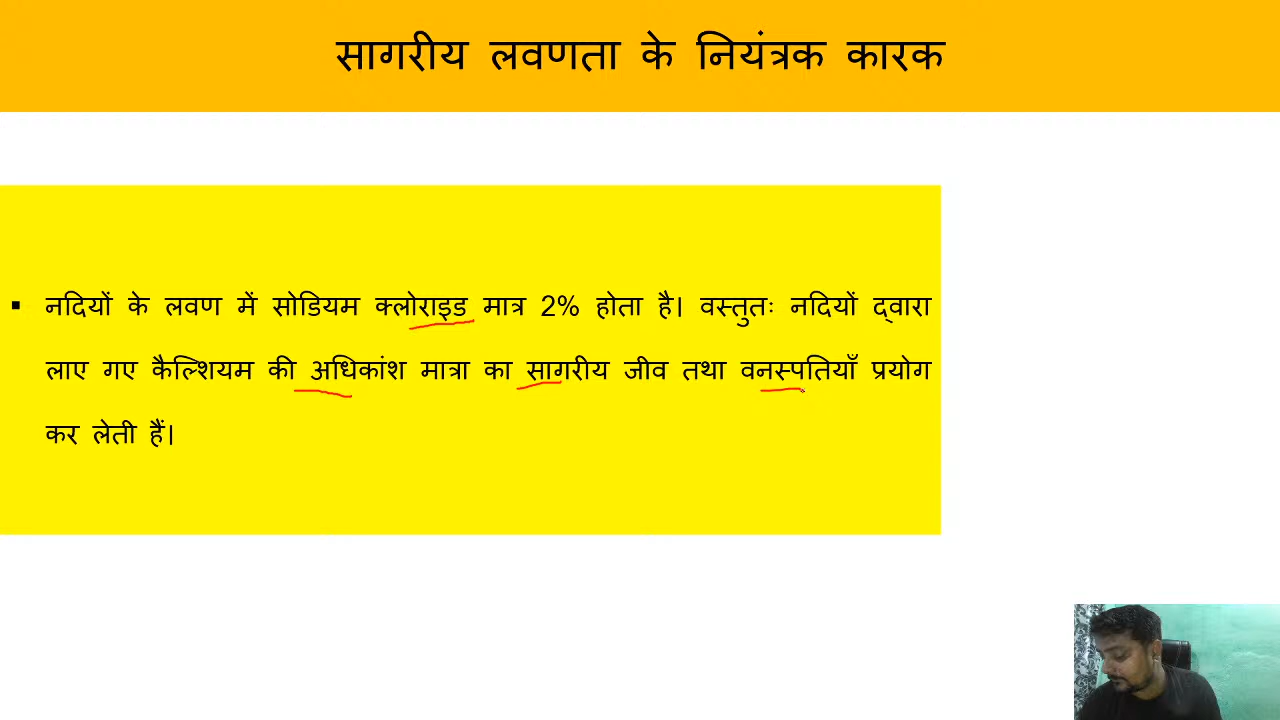 सागरीय लवणता के नियंत्रक कारक
▪ नदियों के लवण में सोडियम क्लोराइड मात्र 2% होता है। वस्तुतः नदियों द्वारा
लाए गए कैल्शियम की अधिकांश मात्रा का सागरीय जीव तथा वनस्पतियाँ प्रयोग
कर लेती हैं।